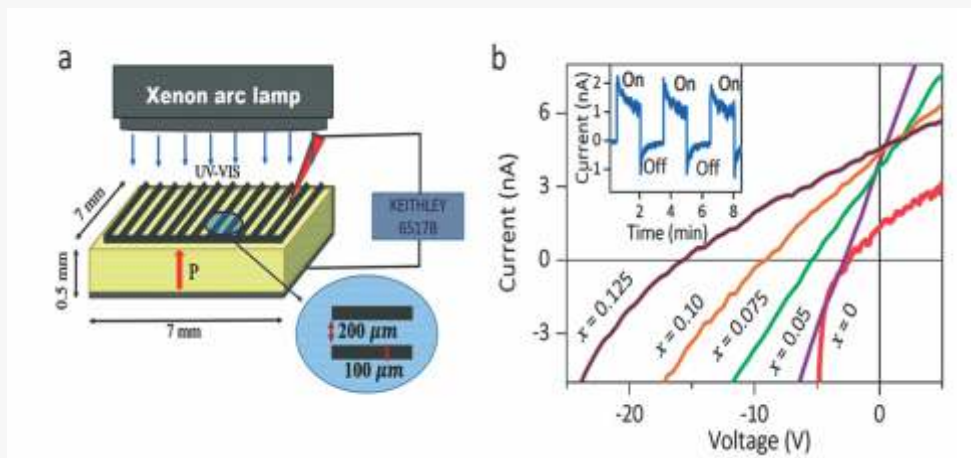 a
Xenon arc lamp
UV-VIS
7 mm
KEITHLEY
6517B
0.5 mm
P
7 mm
200 μm
100 μm
b
Current (nA)
6
3
0
-3
-20
-10
0
Voltage (V)
x = 0.125
x = 0.10
x = 0.075
x = 0.05
x = 0
Current (nA)
2
1
0
-1
On
On
On
Off
Off
2
4
6
8
Time (min)